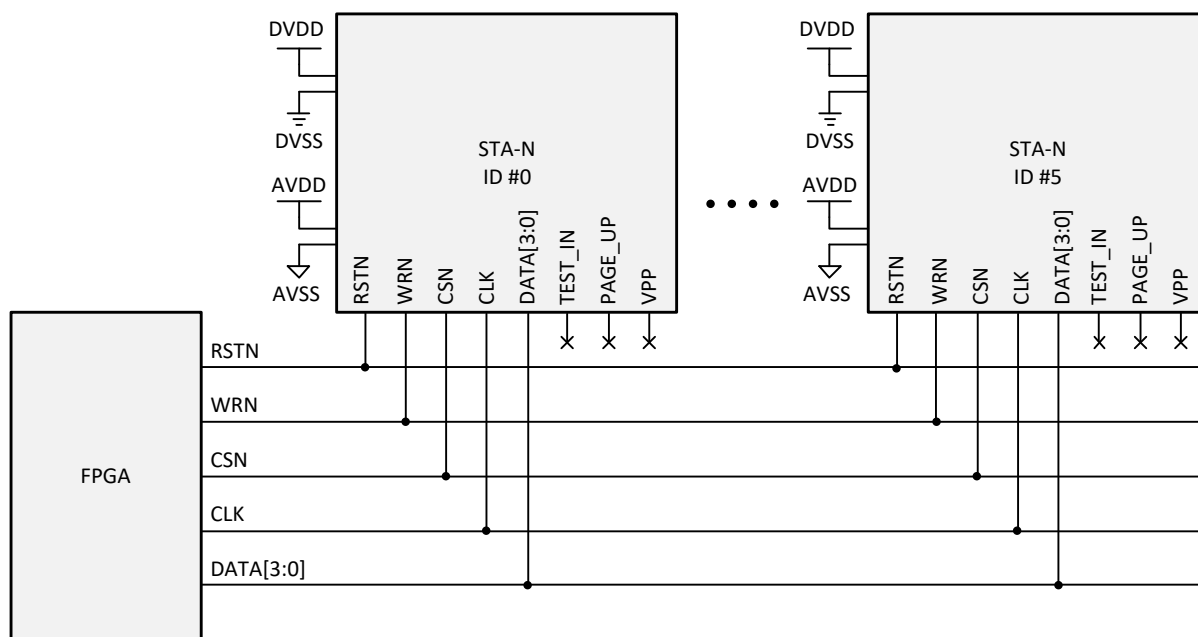 DVDD
DVSS
AVDD
AVSS
STA-N
ID #0
RSTN
WRN
CSN
CLK
DATA[3:0]
TEST_IN
PAGE_UP
VPP
DVDD
DVSS
AVDD
AVSS
STA-N
ID #5
RSTN
WRN
CSN
CLK
DATA[3:0]
TEST_IN
PAGE_UP
VPP
FPGA
RSTN
WRN
CSN
CLK
DATA[3:0]